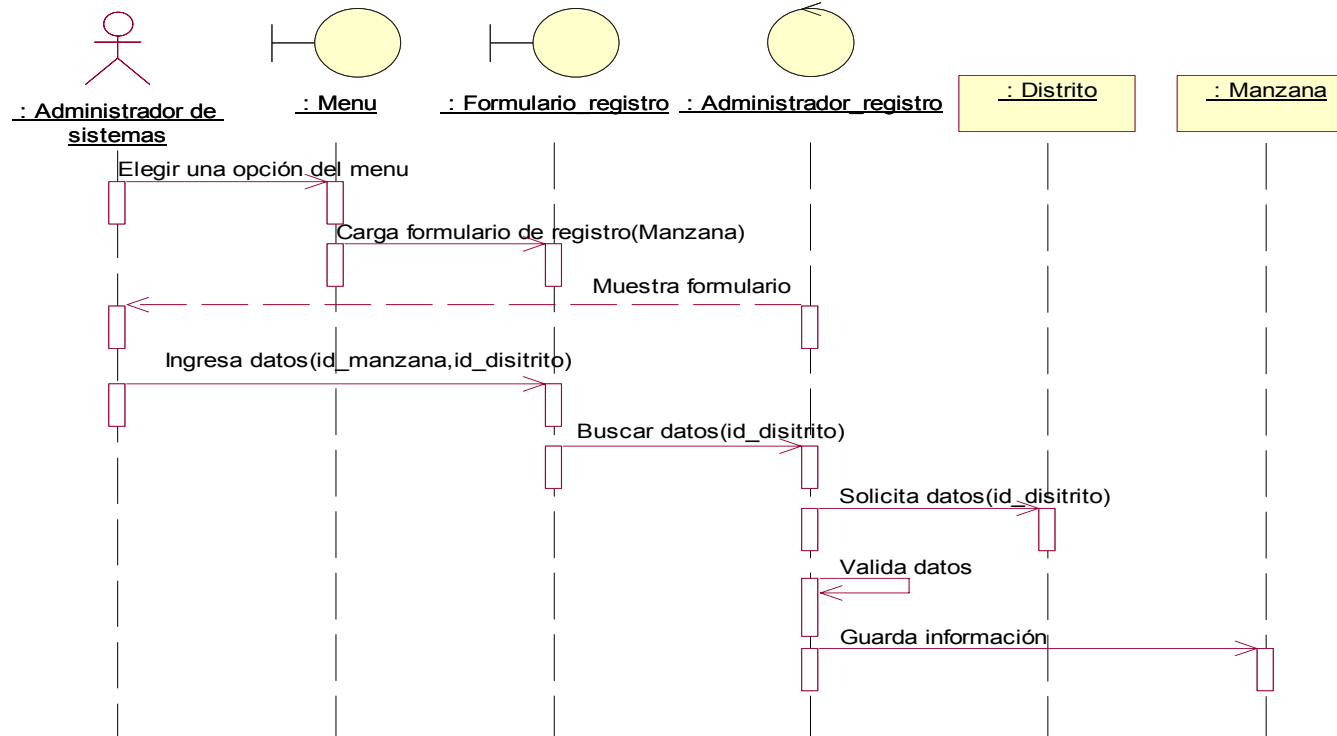 : Administrador de
sistemas
: Menu
: Formulario_registro
: Administrador_registro
: Distrito
: Manzana
Elegir una opción del menu
Carga formulario de registro(Manzana)
Muestra formulario
Ingresa datos(id_manzana,id_disitrito)
Buscar datos(id_disitrito)
Solicita datos(id_disitrito)
Valida datos
Guarda información